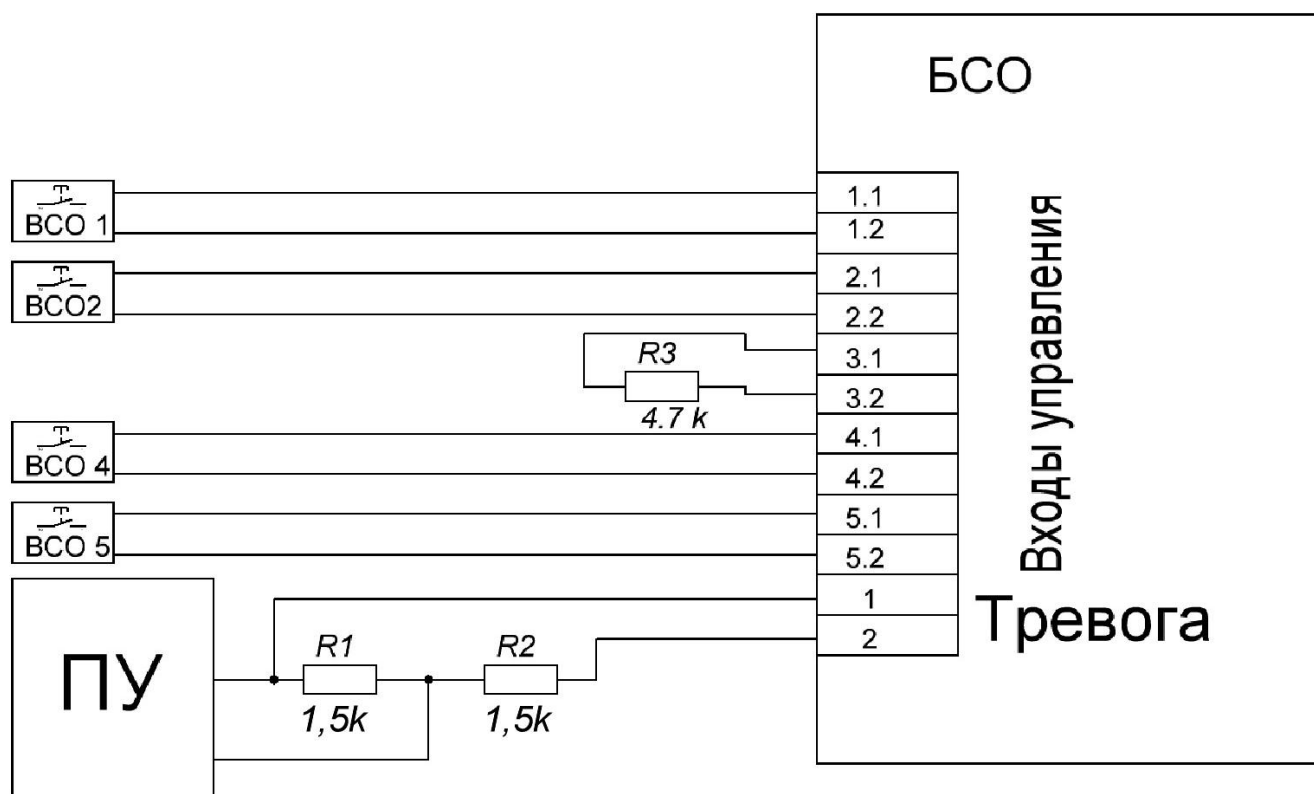 БСО
ВСО 1
1.1
1.2
ВСО2
2.1
2.2
R3
4.7 k
3.1
3.2
ВСО 4
4.1
4.2
ВСО 5
5.1
5.2
Входы управления
ПУ
R1
1,5k
R2
1,5k
1
2
Тревога